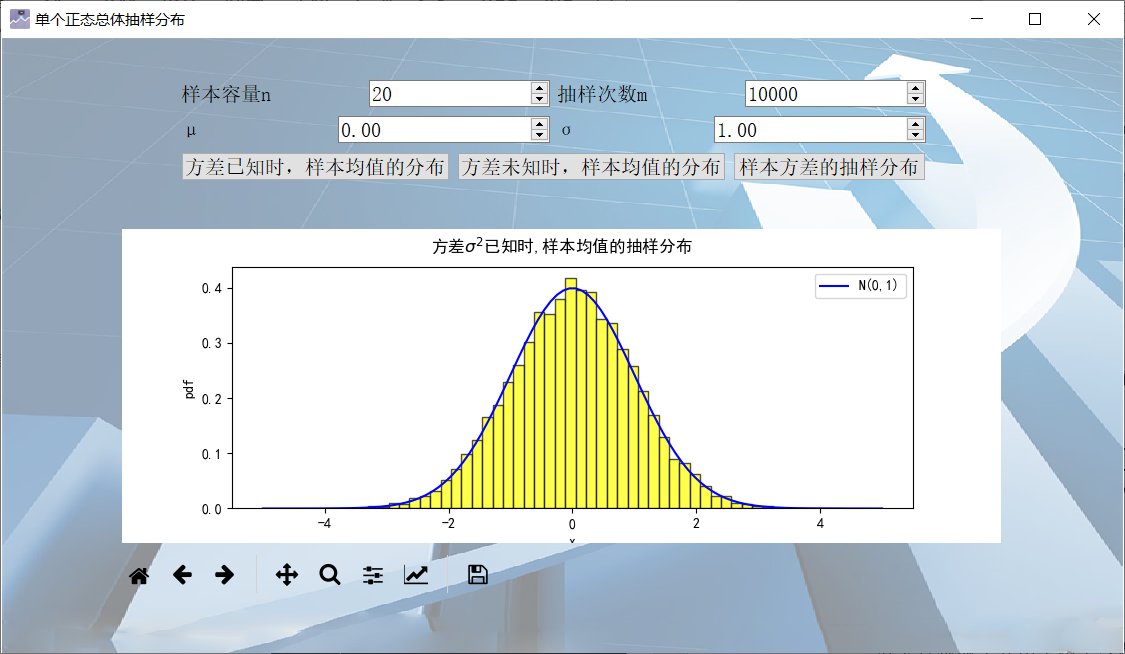 单个正态总体抽样分布
样本容量n 20 抽样次数m 10000
μ 0.00 σ 1.00
方差已知时，样本均值的分布 方差未知时，样本均值的分布 样本方差的抽样分布
方差σ²已知时,样本均值的抽样分布
N(0,1)
0.4
0.3
pdf
0.2
0.1
0.0
-4 -2 0 2 4
x